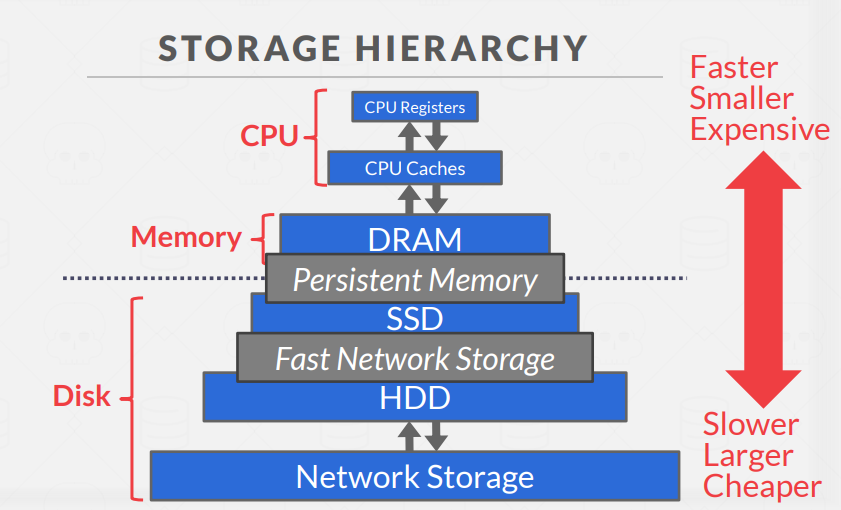 STORAGE HIERARCHY
Faster
Smaller
Expensive
CPU Registers
CPU
CPU Caches
Memory
DRAM
Persistent Memory
SSD
Fast Network Storage
Disk
HDD
Slower
Larger
Cheaper
Network Storage